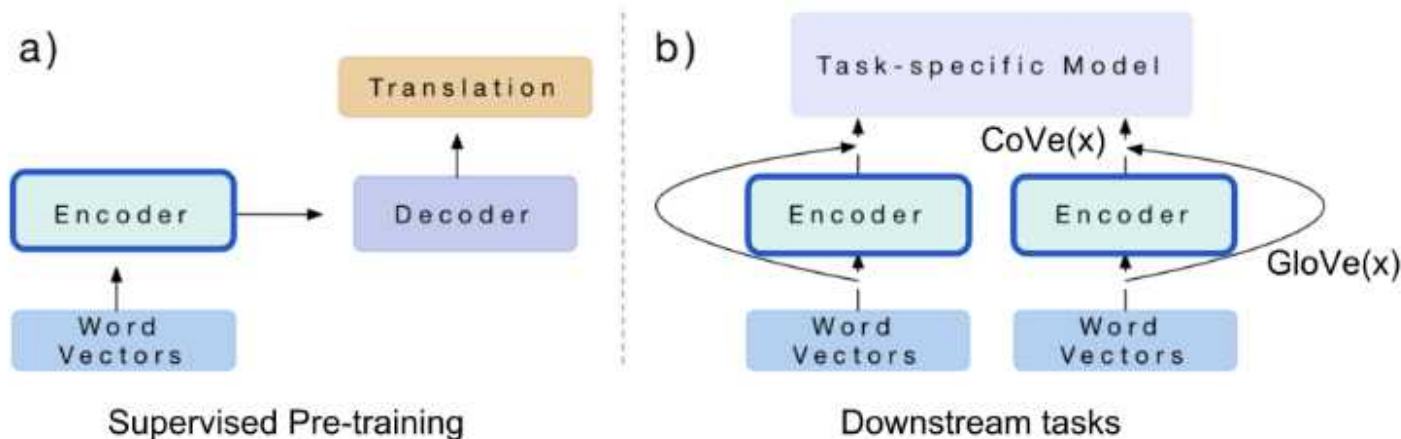 a)
Translation
Encoder
Decoder
Word
Vectors
Supervised Pre-training
b)
Task-specific Model
CoVe(x)
Encoder
Encoder
GloVe(x)
Word
Vectors
Word
Vectors
Downstream tasks